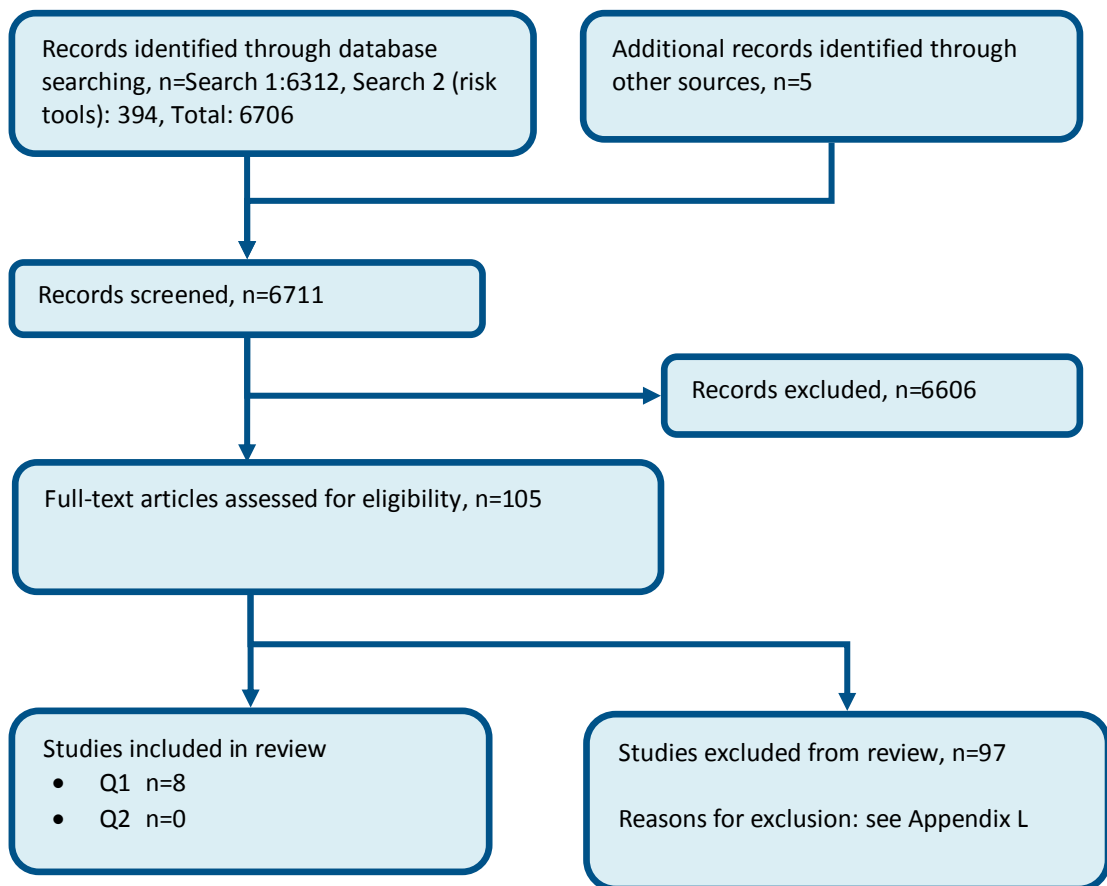 Records identified through database
searching, n=Search 1:6312, Search 2 (risk
tools): 394, Total: 6706
Additional records identified through
other sources, n=5
Records screened, n=6711
Records excluded, n=6606
Full-text articles assessed for eligibility, n=105
Studies included in review
• Q1 n=8
• Q2 n=0
Studies excluded from review, n=97
Reasons for exclusion: see Appendix L